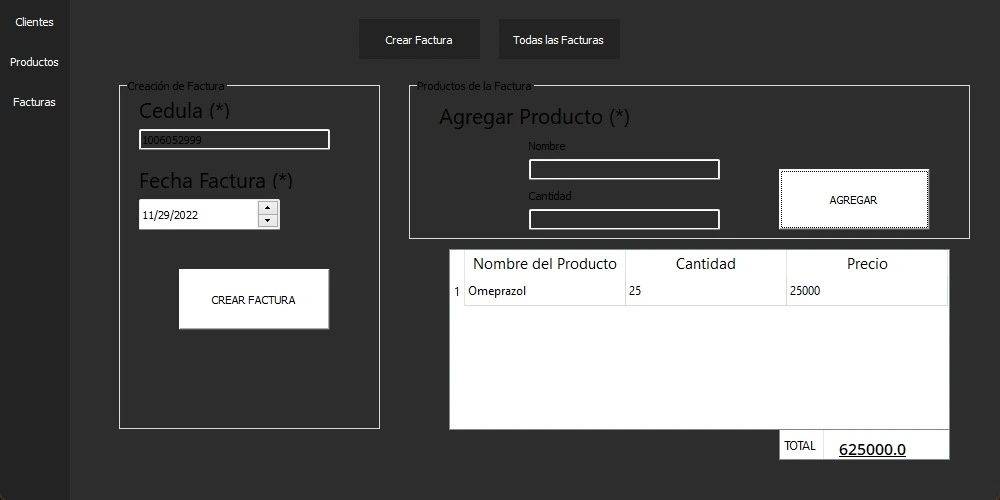 Clientes
Productos
Facturas
Crear Factura
Todas las Facturas
Creación de Factura
Cedula (*)
1006052999
Fecha Factura (*)
11/29/2022
CREAR FACTURA
Productos de la Factura
Agregar Producto (*)
Nombre
Cantidad
AGREGAR
Nombre del Producto Cantidad Precio
1 Omeprazol 25 25000
TOTAL 625000.0